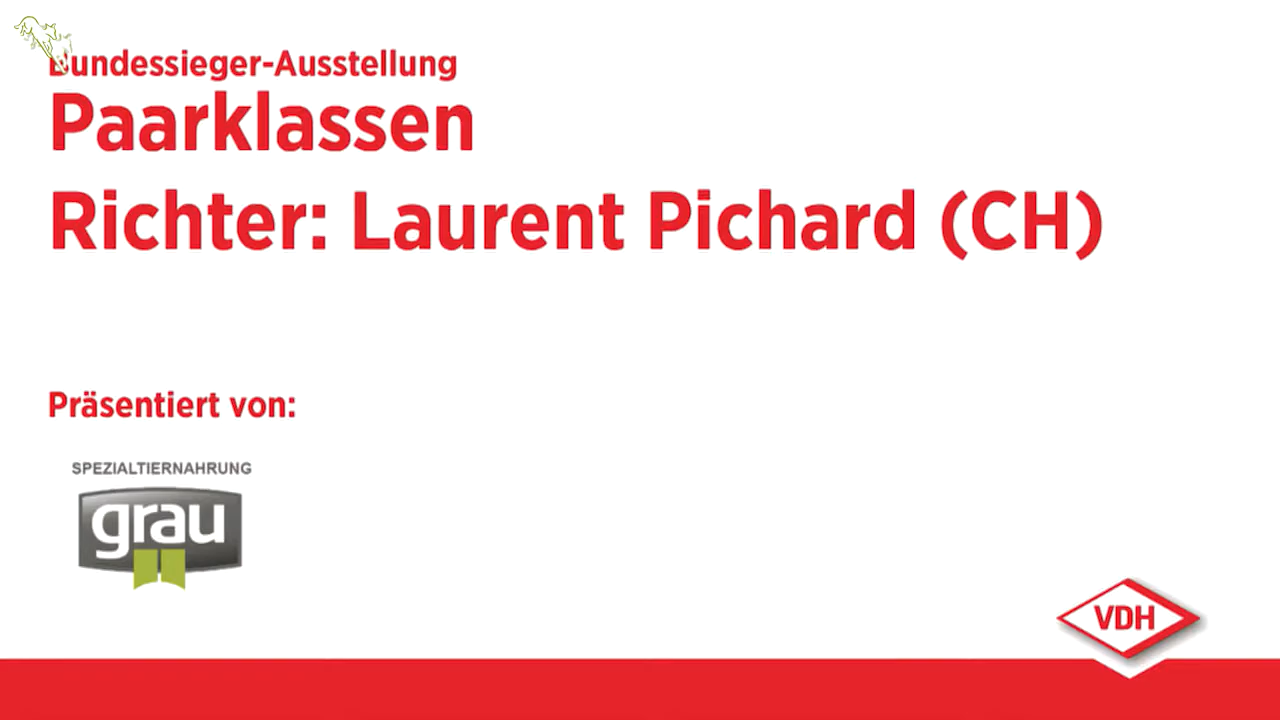 Bundessieger-Ausstellung
Paarklassen
Richter: Laurent Pichard (CH)
Präsentiert von:
SPEZIALTIERNAHRUNG
grau
VDH